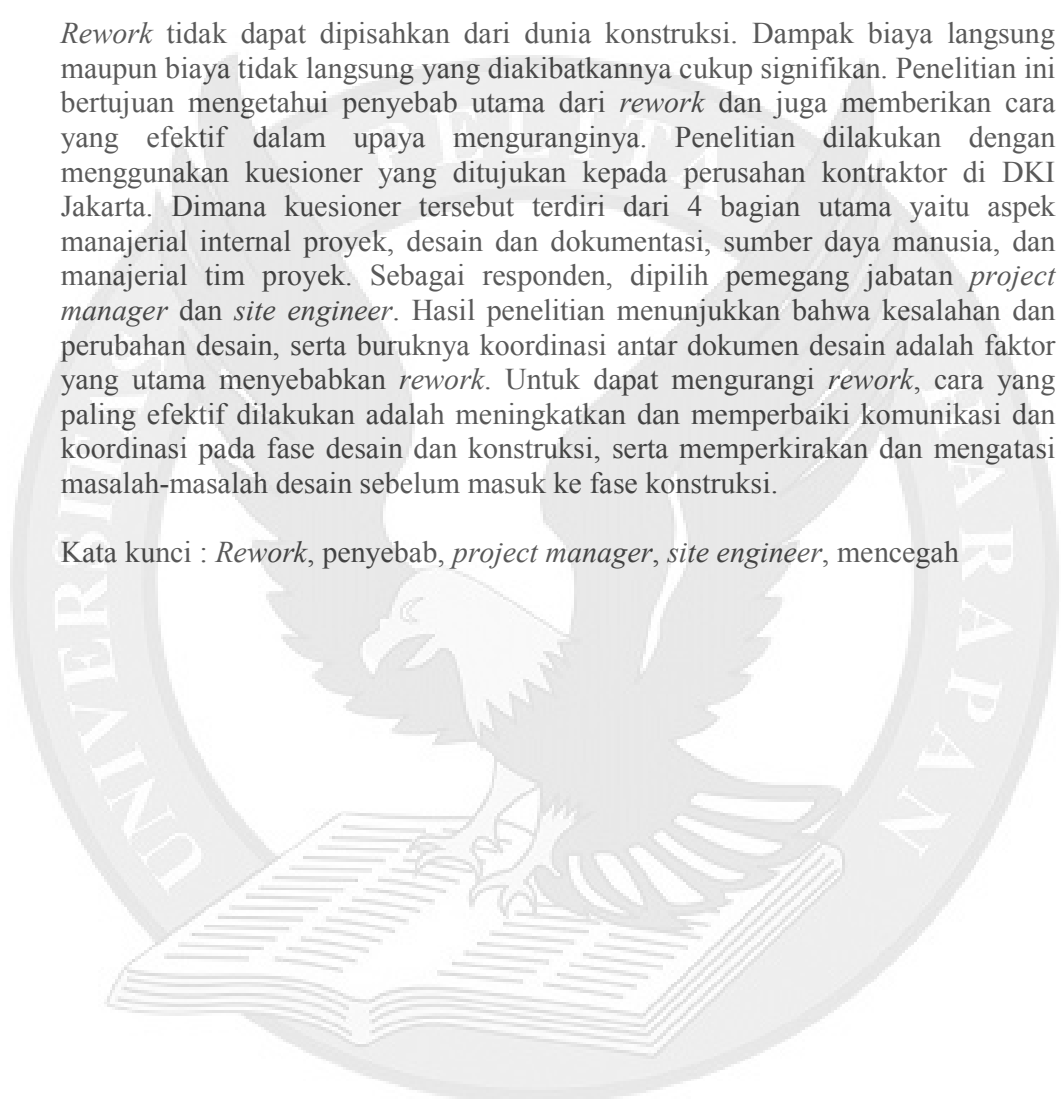 Rework tidak dapat dipisahkan dari dunia konstruksi. Dampak biaya langsung
maupun biaya tidak langsung yang diakibatkannya cukup signifikan. Penelitian ini
bertujuan mengetahui penyebab utama dari rework dan juga memberikan cara
yang efektif dalam upaya menguranginya. Penelitian dilakukan dengan
menggunakan kuesioner yang ditujukan kepada perusahan kontraktor di DKI
Jakarta. Dimana kuesioner tersebut terdiri dari 4 bagian utama yaitu aspek
manajerial internal proyek, desain dan dokumentasi, sumber daya manusia, dan
manajerial tim proyek. Sebagai responden, dipilih pemegang jabatan project
manager dan site engineer. Hasil penelitian menunjukkan bahwa kesalahan dan
perubahan desain, serta buruknya koordinasi antar dokumen desain adalah faktor
yang utama menyebabkan rework. Untuk dapat mengurangi rework, cara yang
paling efektif dilakukan adalah meningkatkan dan memperbaiki komunikasi dan
koordinasi pada fase desain dan konstruksi, serta memperkirakan dan mengatasi
masalah-masalah desain sebelum masuk ke fase konstruksi.
Kata kunci : Rework, penyebab, project manager, site engineer, mencegah
UNIVERSITAS
PELITA
HARAPAN